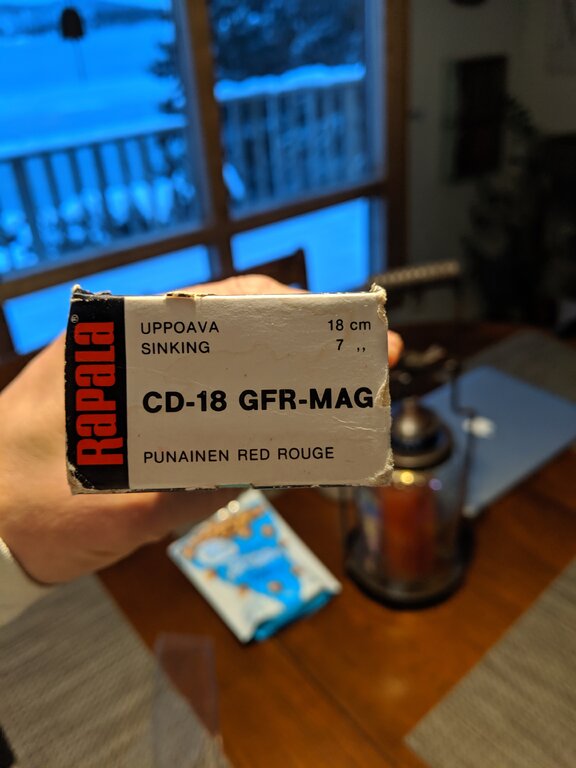 Rapala®
UPPOAVA 18 cm
SINKING 7 ,,
CD-18 GFR-MAG
PUNAINEN RED ROUGE